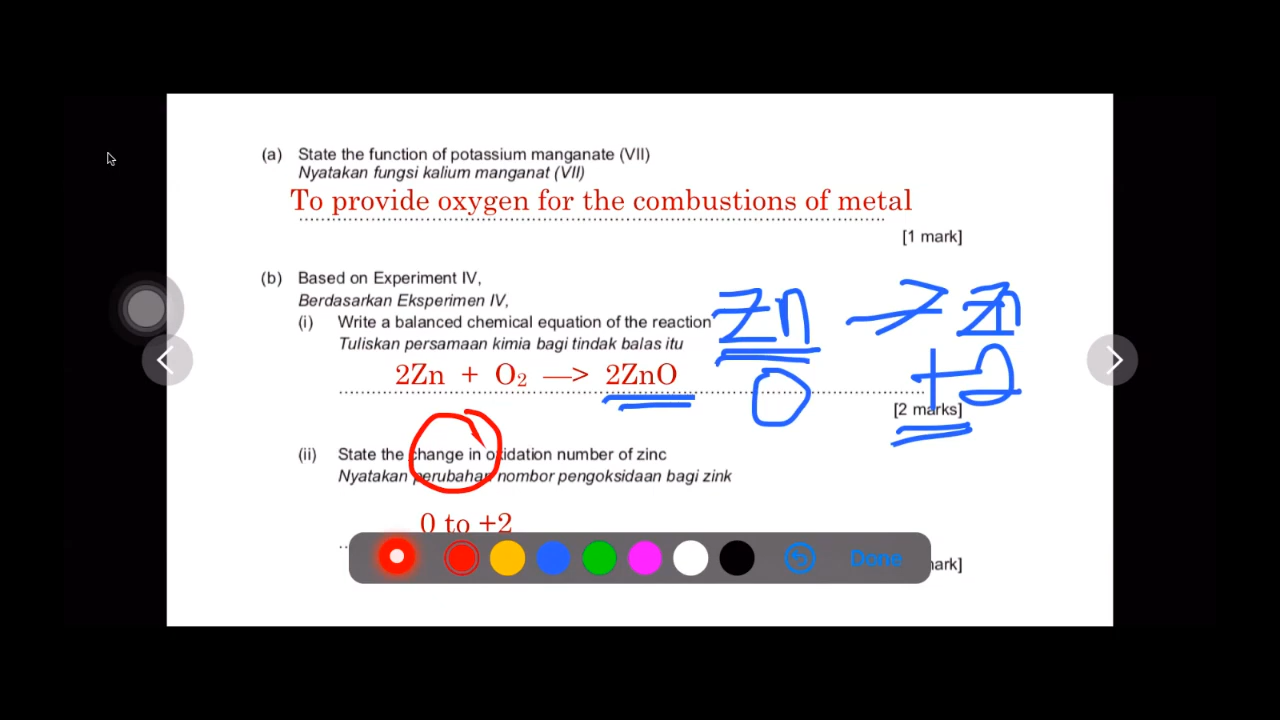 (a) State the function of potassium manganate (VII)
Nyatakan fungsi kalium manganat (VII)
To provide oxygen for the combustions of metal
[1 mark]
(b) Based on Experiment IV,
Berdasarkan Eksperimen IV,
(i) Write a balanced chemical equation of the reaction
Tuliskan persamaan kimia bagi tindak balas itu
Zn → Zn
0 +2
2Zn + O₂ —> 2ZnO
[2 marks]
(ii) State the change in oxidation number of zinc
Nyatakan perubahan nombor pengoksidaan bagi zink
0 to +2
Done